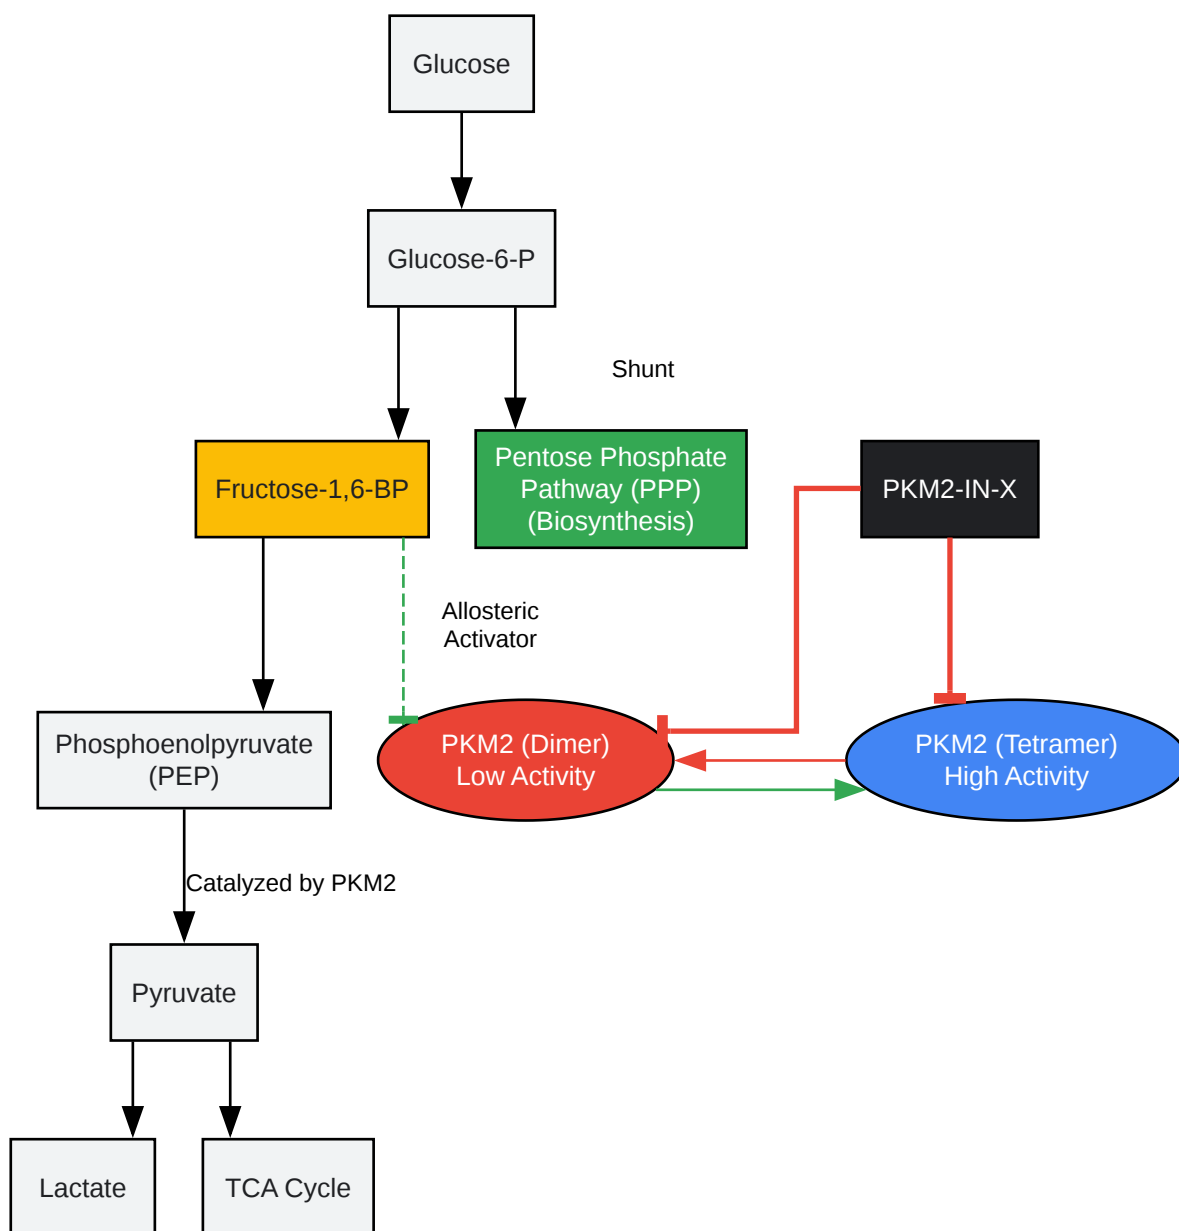 Glucose
Glucose-6-P
Shunt
Fructose-1,6-BP
Pentose Phosphate
Pathway (PPP)
(Biosynthesis)
PKM2-IN-X
Allosteric
Activator
Phosphoenolpyruvate
(PEP)
PKM2 (Dimer)
Low Activity
PKM2 (Tetramer)
High Activity
Catalyzed by PKM2
Pyruvate
Lactate
TCA Cycle